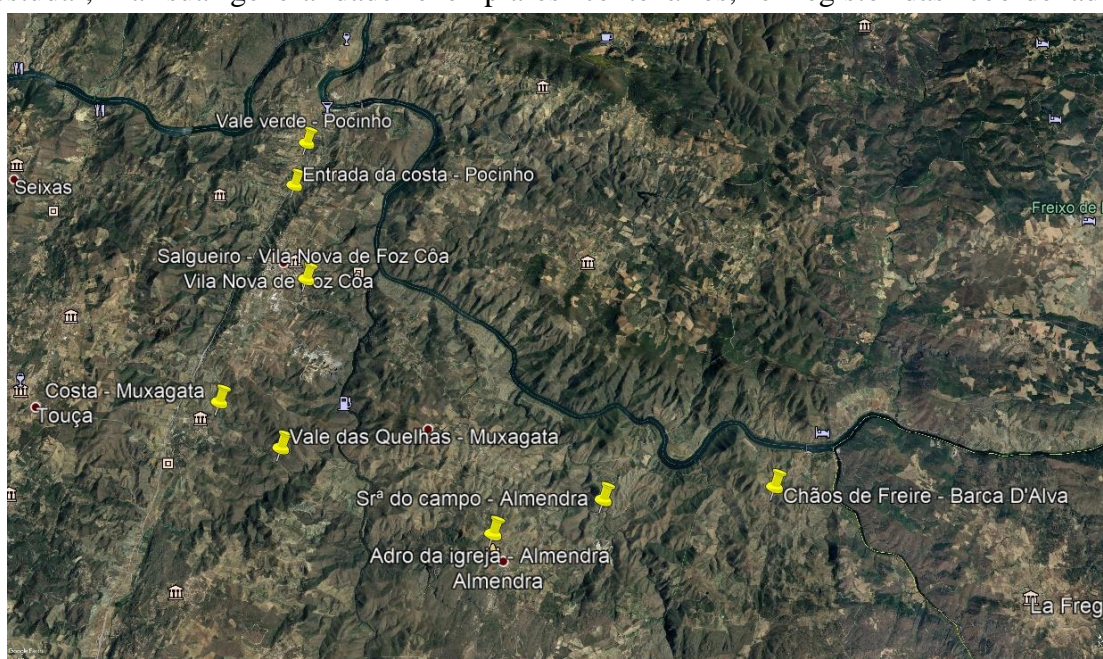 Vale verde - Pocinho
Entrada da costa - Pocinho
Seixas
Freixo de
Salgueiro - Vila Nova de Foz Côa
Vila Nova de Foz Côa
Costa - Muxagata
Touça
Vale das Quelhas - Muxagata
Srª do campo - Almendra
Chãos de Freire - Barca D'Alva
Adro da igreja - Almendra
Almendra
La Freg
Google Earth